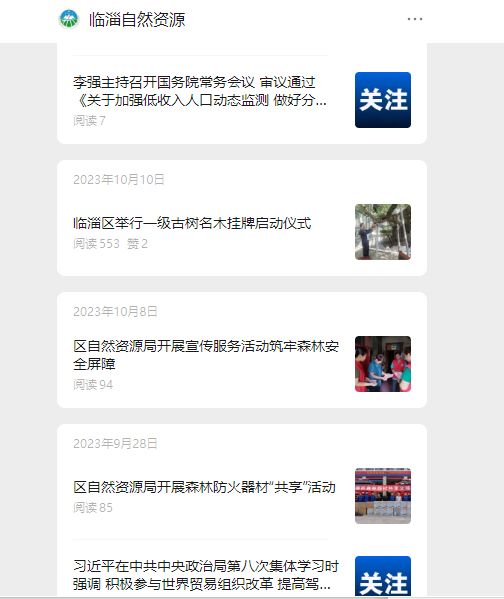 临淄自然资源
李强主持召开国务院常务会议 审议通过
《关于加强低收入人口动态监测 做好分...
阅读 7
关注
2023年10月10日
临淄区举行一级古树名木挂牌启动仪式
阅读 553 赞 2
2023年10月8日
区自然资源局开展宣传服务活动筑牢森林安
全屏障
阅读 94
2023年9月28日
区自然资源局开展森林防火器材“共享”活动
阅读 85
习近平在中共中央政治局第八次集体学习时
强调 积极参与世界贸易组织改革 提高驾...
关注